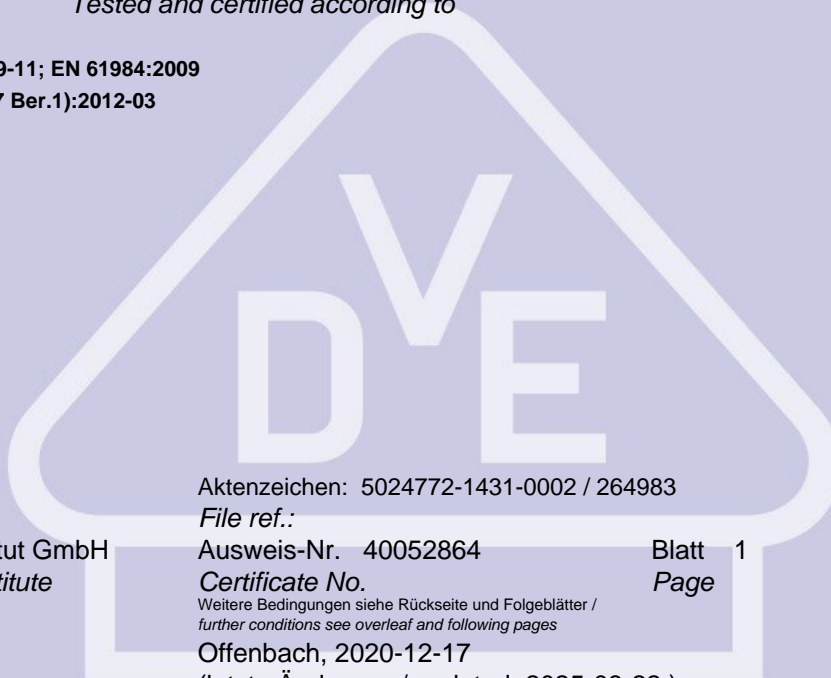 Tested and certified according to
9-11; EN 61984:2009
7 Ber.1):2012-03
VDE
Aktenzeichen: 5024772-1431-0002 / 264983
File ref.:
tut GmbH Ausweis-Nr. 40052864 Blatt 1
titute Certificate No. Page
Weitere Bedingungen siehe Rückseite und Folgeblätter /
further conditions see overleaf and following pages
Offenbach, 2020-12-17